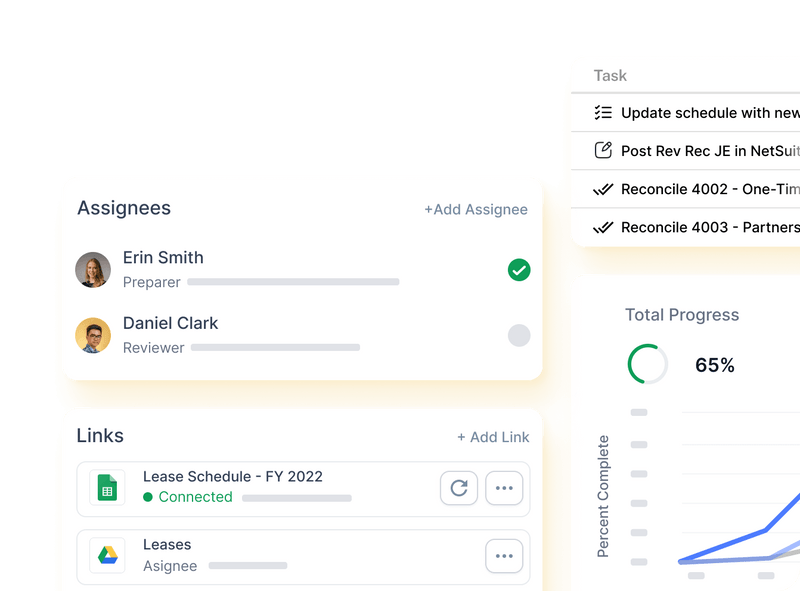 Assignees
+Add Assignee
Erin Smith
Preparer
Daniel Clark
Reviewer
Links
+ Add Link
Lease Schedule - FY 2022
Connected
Leases
Asignee
Task
Update schedule with new
Post Rev Rec JE in NetSuit
Reconcile 4002 - One-Tim
Reconcile 4003 - Partners
Total Progress
65%
Percent Complete